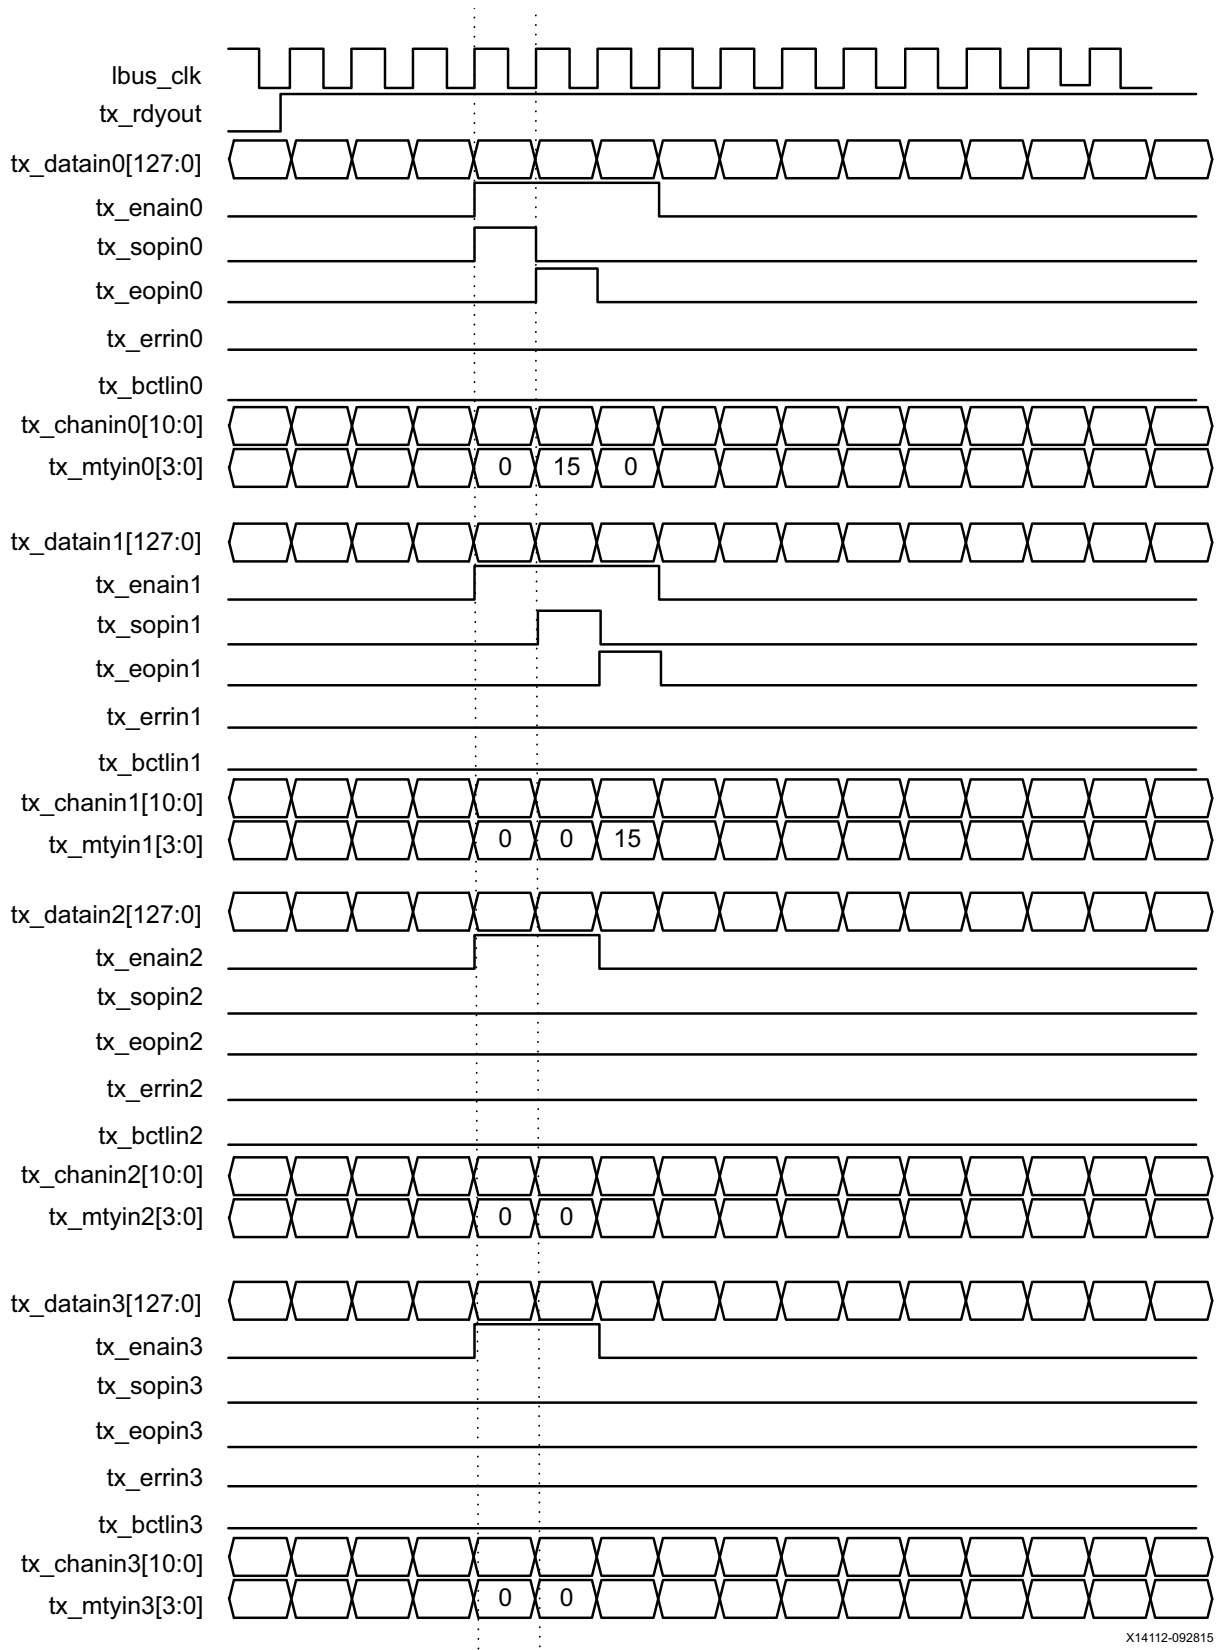 lbus_clk
tx_rdyout
tx_datain0[127:0]
tx_enain0
tx_sopin0
tx_eopin0
tx_errin0
tx_bctlin0
tx_chanin0[10:0]
tx_mtyin0[3:0] 0 15 0
tx_datain1[127:0]
tx_enain1
tx_sopin1
tx_eopin1
tx_errin1
tx_bctlin1
tx_chanin1[10:0]
tx_mtyin1[3:0] 0 0 15
tx_datain2[127:0]
tx_enain2
tx_sopin2
tx_eopin2
tx_errin2
tx_bctlin2
tx_chanin2[10:0]
tx_mtyin2[3:0] 0 0
tx_datain3[127:0]
tx_enain3
tx_sopin3
tx_eopin3
tx_errin3
tx_bctlin3
tx_chanin3[10:0]
tx_mtyin3[3:0] 0 0
X14112-092815